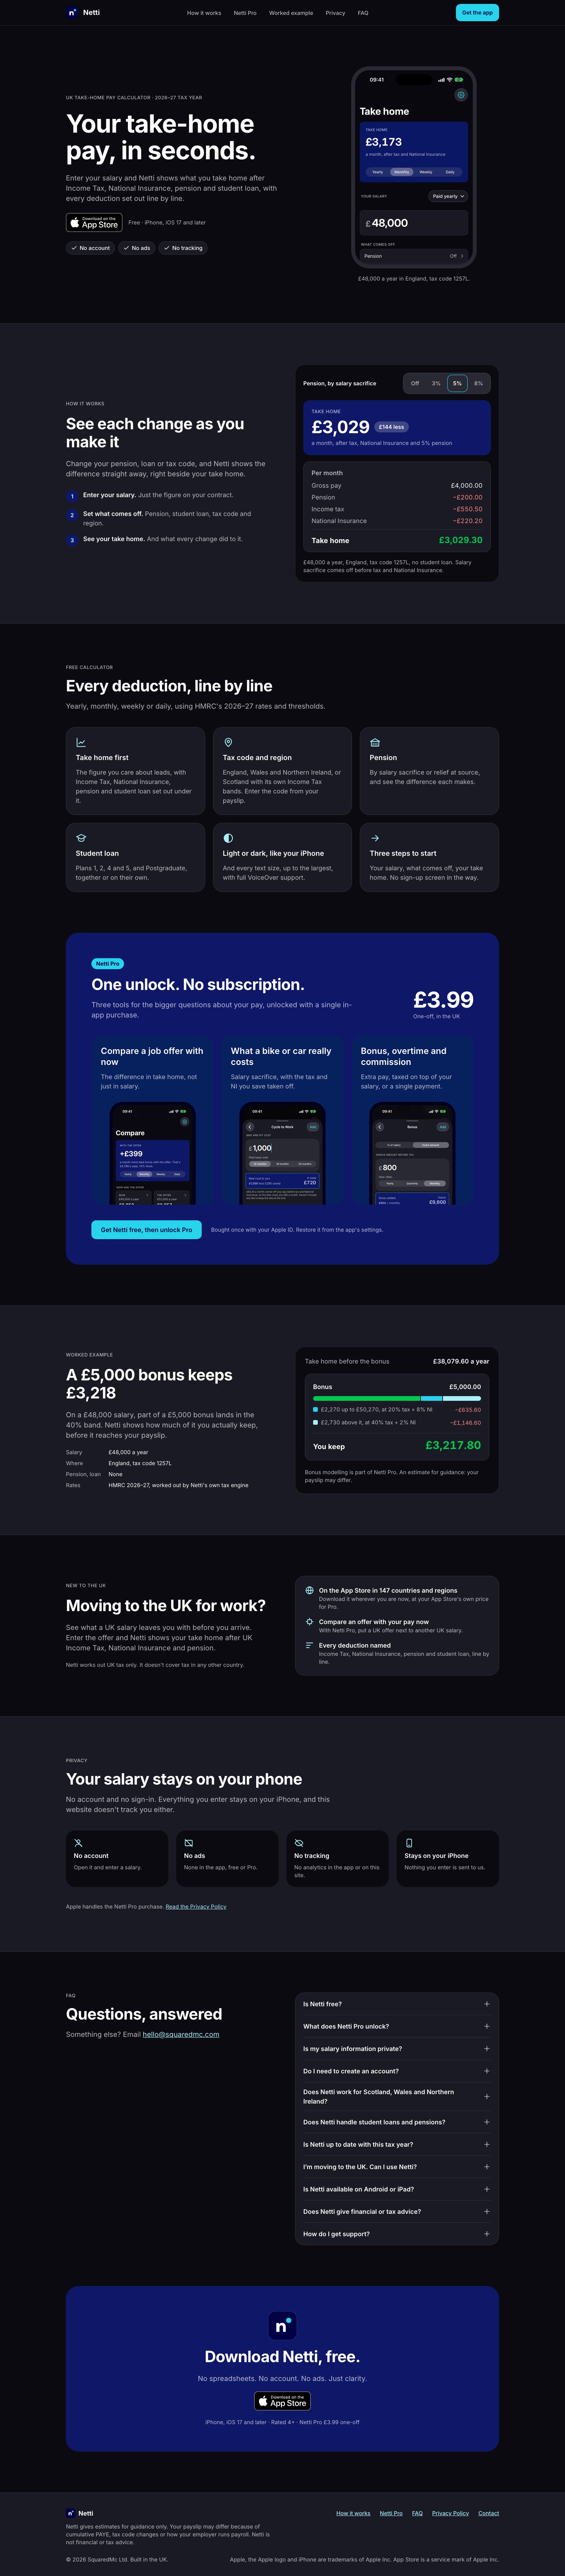 Netti
How it works
Netti Pro
Worked example
Privacy
FAQ
Get the app
UK TAKE-HOME PAY CALCULATOR · 2026–27 TAX YEAR
Your take-home
pay, in seconds.
Enter your salary and Netti shows what you take home after
Income Tax, National Insurance, pension and student loan, with
every deduction set out line by line.
Download on the
App Store
Free · iPhone, iOS 17 and later
No account
No ads
No tracking
09:41
Take home
TAKE HOME
£3,173
a month, after tax and National Insurance
Yearly
Monthly
Weekly
Daily
YOUR SALARY
Paid yearly
£ 48,000
WHAT COMES OFF
Pension
Off
£48,000 a year in England, tax code 1257L.
HOW IT WORKS
See each change as you
make it
Change your pension, loan or tax code, and Netti shows the
difference straight away, right beside your take home.
1 Enter your salary. Just the figure on your contract.
2 Set what comes off. Pension, student loan, tax code and
region.
3 See your take home. And what every change did to it.
Pension, by salary sacrifice
Off
3%
5%
8%
TAKE HOME
£3,029
£144 less
a month, after tax, National Insurance and 5% pension
Per month
Gross pay £4,000.00
Pension −£200.00
Income tax −£550.50
National Insurance −£220.20
Take home £3,029.30
£48,000 a year, England, tax code 1257L, no student loan. Salary
sacrifice comes off before tax and National Insurance.
FREE CALCULATOR
Every deduction, line by line
Yearly, monthly, weekly or daily, using HMRC's 2026–27 rates and thresholds.
Take home first
The figure you care about leads, with
Income Tax, National Insurance,
pension and student loan set out under
it.
Tax code and region
England, Wales and Northern Ireland, or
Scotland with its own Income Tax
bands. Enter the code from your
payslip.
Pension
By salary sacrifice or relief at source,
and see the difference each makes.
Student loan
Plans 1, 2, 4 and 5, and Postgraduate,
together or on their own.
Light or dark, like your iPhone
And every text size, up to the largest,
with full VoiceOver support.
Three steps to start
Your salary, what comes off, your take
home. No sign-up screen in the way.
Netti Pro
One unlock. No subscription.
Three tools for the bigger questions about your pay, unlocked with a single in-
app purchase.
£3.99
One-off, in the UK
Compare a job offer with
now
The difference in take home, not
just in salary.
09:41
Compare
+£399
Yearly
Monthly
Weekly
Daily
What a bike or car really
costs
Salary sacrifice, with the tax and
NI you save taken off.
09:41
Cycle to Work
Add
£ 1,000
£720
Bonus, overtime and
commission
Extra pay, taxed on top of your
salary, or a single payment.
09:41
Bonus
Add
£ 800
Yearly
Quarterly
Monthly
£9,600
Get Netti free, then unlock Pro
Bought once with your Apple ID. Restore it from the app's settings.
WORKED EXAMPLE
A £5,000 bonus keeps
£3,218
On a £48,000 salary, part of a £5,000 bonus lands in the
40% band. Netti shows how much of it you actually keep,
before it reaches your payslip.
Salary £48,000 a year
Where England, tax code 1257L
Pension, loan None
Rates HMRC 2026–27, worked out by Netti's own tax engine
Take home before the bonus £38,079.60 a year
Bonus £5,000.00
£2,270 up to £50,270, at 20% tax + 8% NI −£635.60
£2,730 above it, at 40% tax + 2% NI −£1,146.60
You keep £3,217.80
Bonus modelling is part of Netti Pro. An estimate for guidance: your
payslip may differ.
NEW TO THE UK
Moving to the UK for work?
See what a UK salary leaves you with before you arrive.
Enter the offer and Netti shows your take home after UK
Income Tax, National Insurance and pension.
Netti works out UK tax only. It doesn't cover tax in any other country.
On the App Store in 147 countries and regions
Download it wherever you are now, at your App Store's own price
for Pro.
Compare an offer with your pay now
With Netti Pro, put a UK offer next to another UK salary.
Every deduction named
Income Tax, National Insurance, pension and student loan, line by
line.
PRIVACY
Your salary stays on your phone
No account and no sign-in. Everything you enter stays on your iPhone, and this
website doesn't track you either.
No account
Open it and enter a salary.
No ads
None in the app, free or Pro.
No tracking
No analytics in the app or on this
site.
Stays on your iPhone
Nothing you enter is sent to us.
Apple handles the Netti Pro purchase. Read the Privacy Policy
FAQ
Questions, answered
Something else? Email hello@squaredmc.com
Is Netti free?
What does Netti Pro unlock?
Is my salary information private?
Do I need to create an account?
Does Netti work for Scotland, Wales and Northern
Ireland?
Does Netti handle student loans and pensions?
Is Netti up to date with this tax year?
I'm moving to the UK. Can I use Netti?
Is Netti available on Android or iPad?
Does Netti give financial or tax advice?
How do I get support?
n
Download Netti, free.
No spreadsheets. No account. No ads. Just clarity.
Download on the
App Store
iPhone, iOS 17 and later · Rated 4+ · Netti Pro £3.99 one-off
Netti
Netti gives estimates for guidance only. Your payslip may differ because of
cumulative PAYE, tax code changes or how your employer runs payroll. Netti is
not financial or tax advice.
How it works
Netti Pro
FAQ
Privacy Policy
Contact
© 2026 SquaredMc Ltd. Built in the UK.
Apple, the Apple logo and iPhone are trademarks of Apple Inc. App Store is a service mark of Apple Inc.